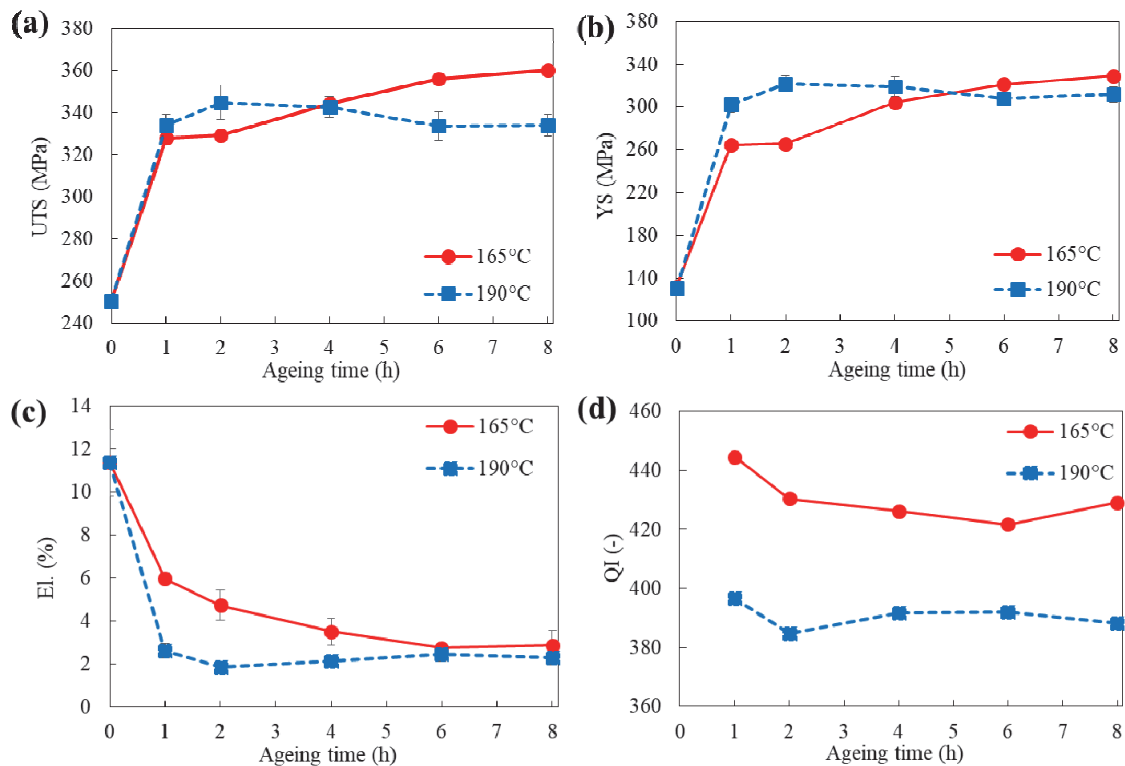 (a)
380
360
340
320
300
280
260
240
UTS (MPa)
165°C
190°C
0 1 2 3 4 5 6 7 8
Ageing time (h)
(b)
380
340
300
260
220
180
140
100
YS (MPa)
165°C
190°C
0 1 2 3 4 5 6 7 8
Ageing time (h)
(c)
14
12
10
8
6
4
2
0
El. (%)
165°C
190°C
0 1 2 3 4 5 6 7 8
Ageing time (h)
(d)
460
440
420
400
380
360
QI (-)
165°C
190°C
0 1 2 3 4 5 6 7 8
Ageing time (h)